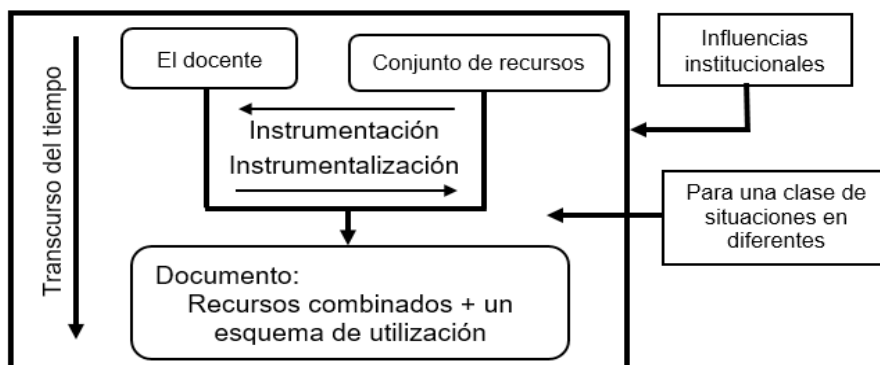 Transcurso del tiempo
El docente
Conjunto de recursos
Instrumentación
Instrumentalización
Documento:
Recursos combinados + un
esquema de utilización
Influencias
institucionales
Para una clase de
situaciones en
diferentes